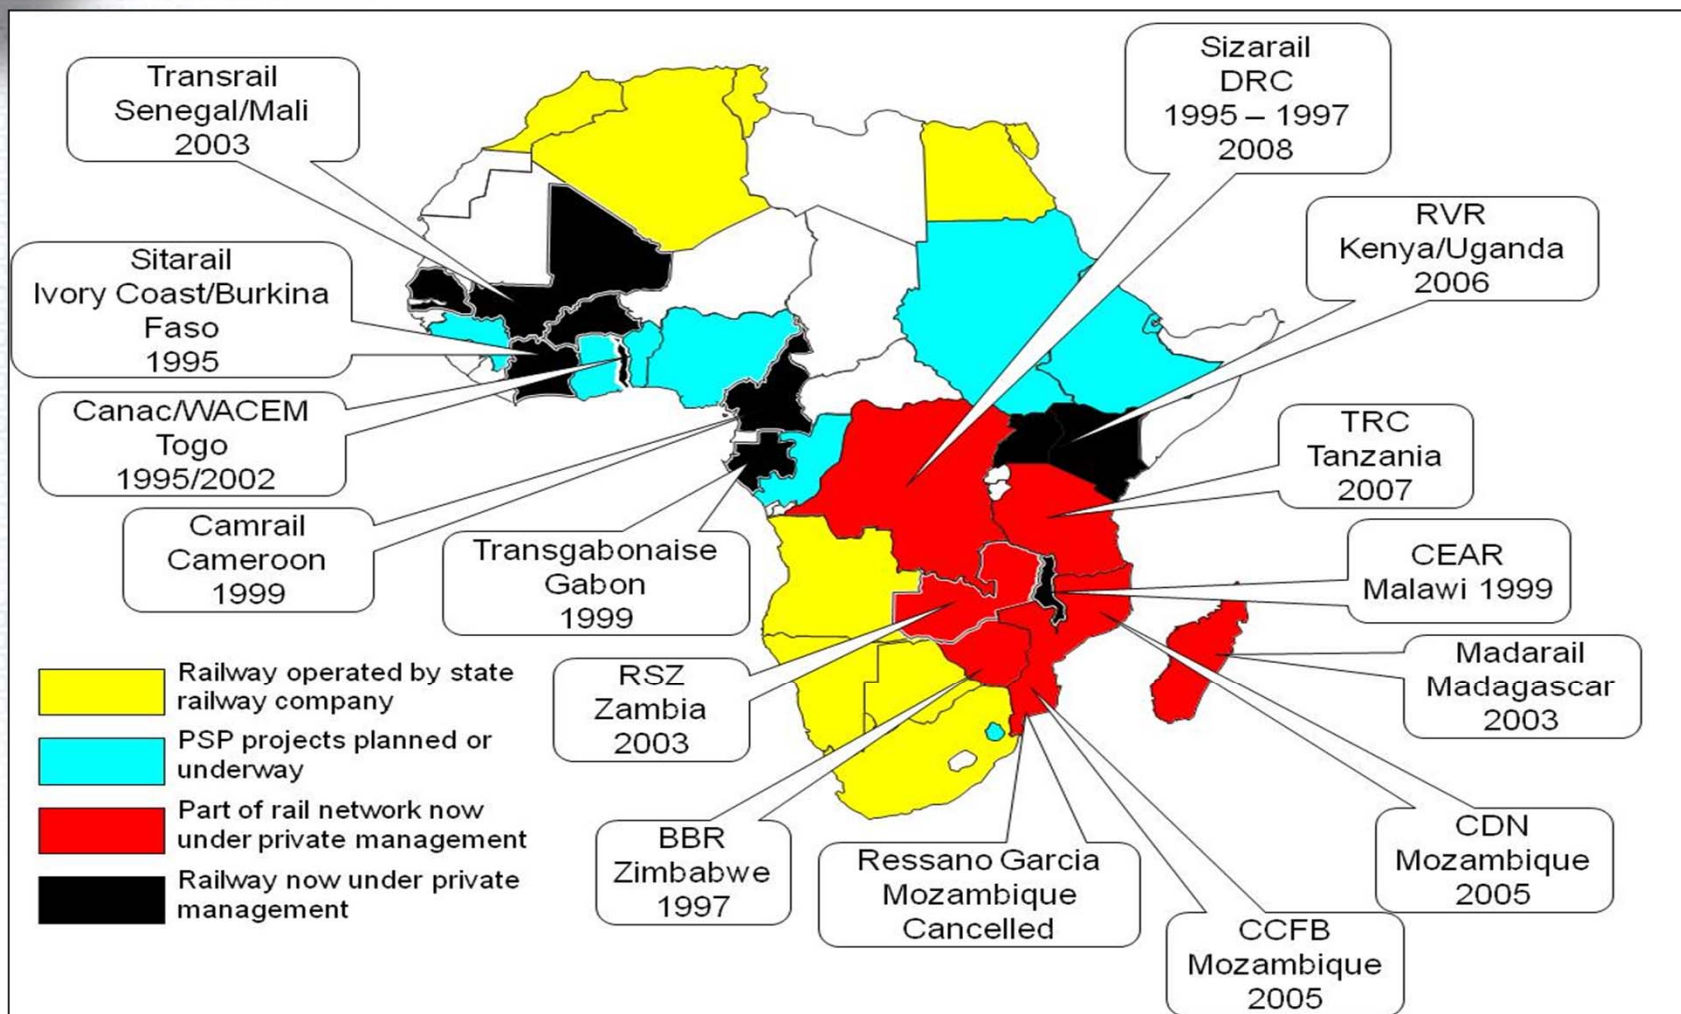 Transrail
Senegal/Mali
2003
Sizarail
DRC
1995 – 1997
2008
RVR
Kenya/Uganda
2006
Sitarail
Ivory Coast/Burkina
Faso
1995
Canac/WACEM
Togo
1995/2002
TRC
Tanzania
2007
Camrail
Cameroon
1999
Transgabonaise
Gabon
1999
CEAR
Malawi 1999
RSZ
Zambia
2003
Madarail
Madagascar
2003
BBR
Zimbabwe
1997
Ressano Garcia
Mozambique
Cancelled
CDN
Mozambique
2005
CCFB
Mozambique
2005
Railway operated by state
railway company
PSP projects planned or
underway
Part of rail network now
under private management
Railway now under private
management